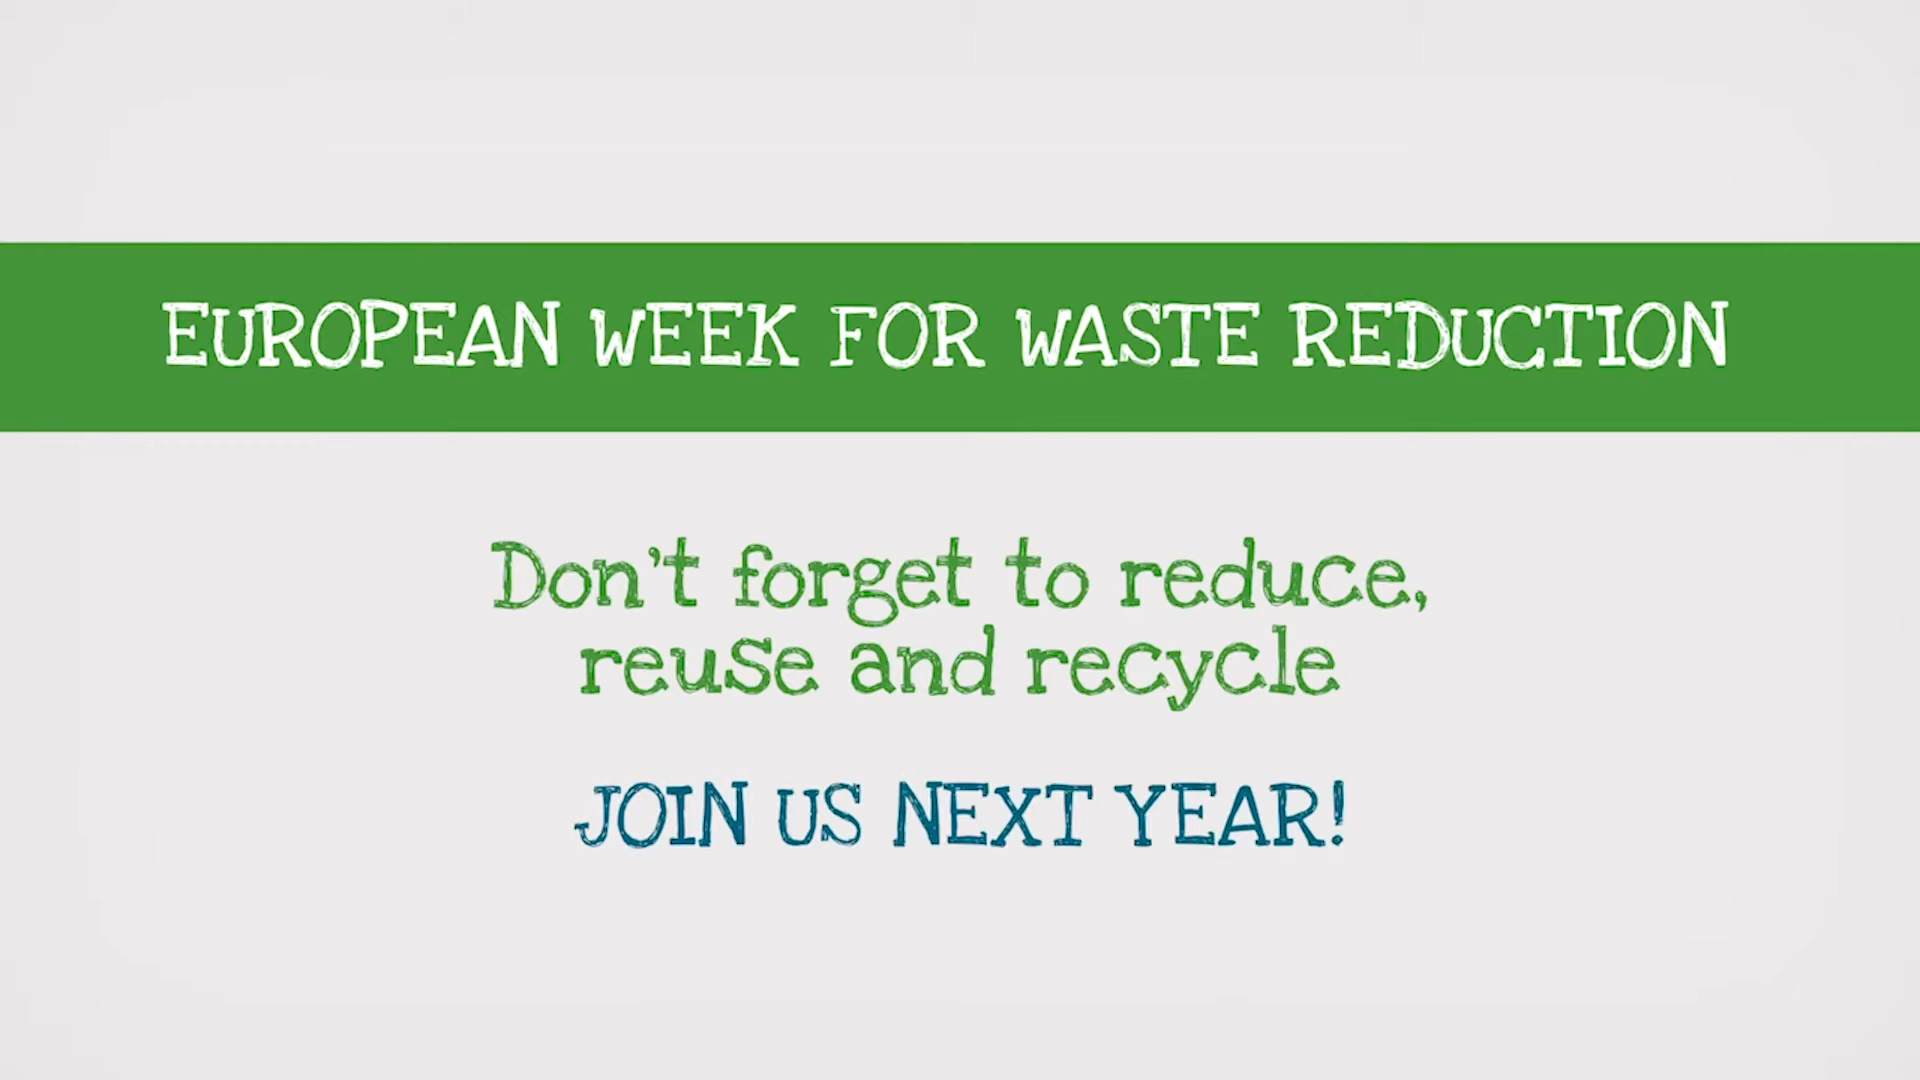 EUROPEAN WEEK FOR WASTE REDUCTION
Don't forget to reduce,
reuse and recycle
JOIN US NEXT YEAR!